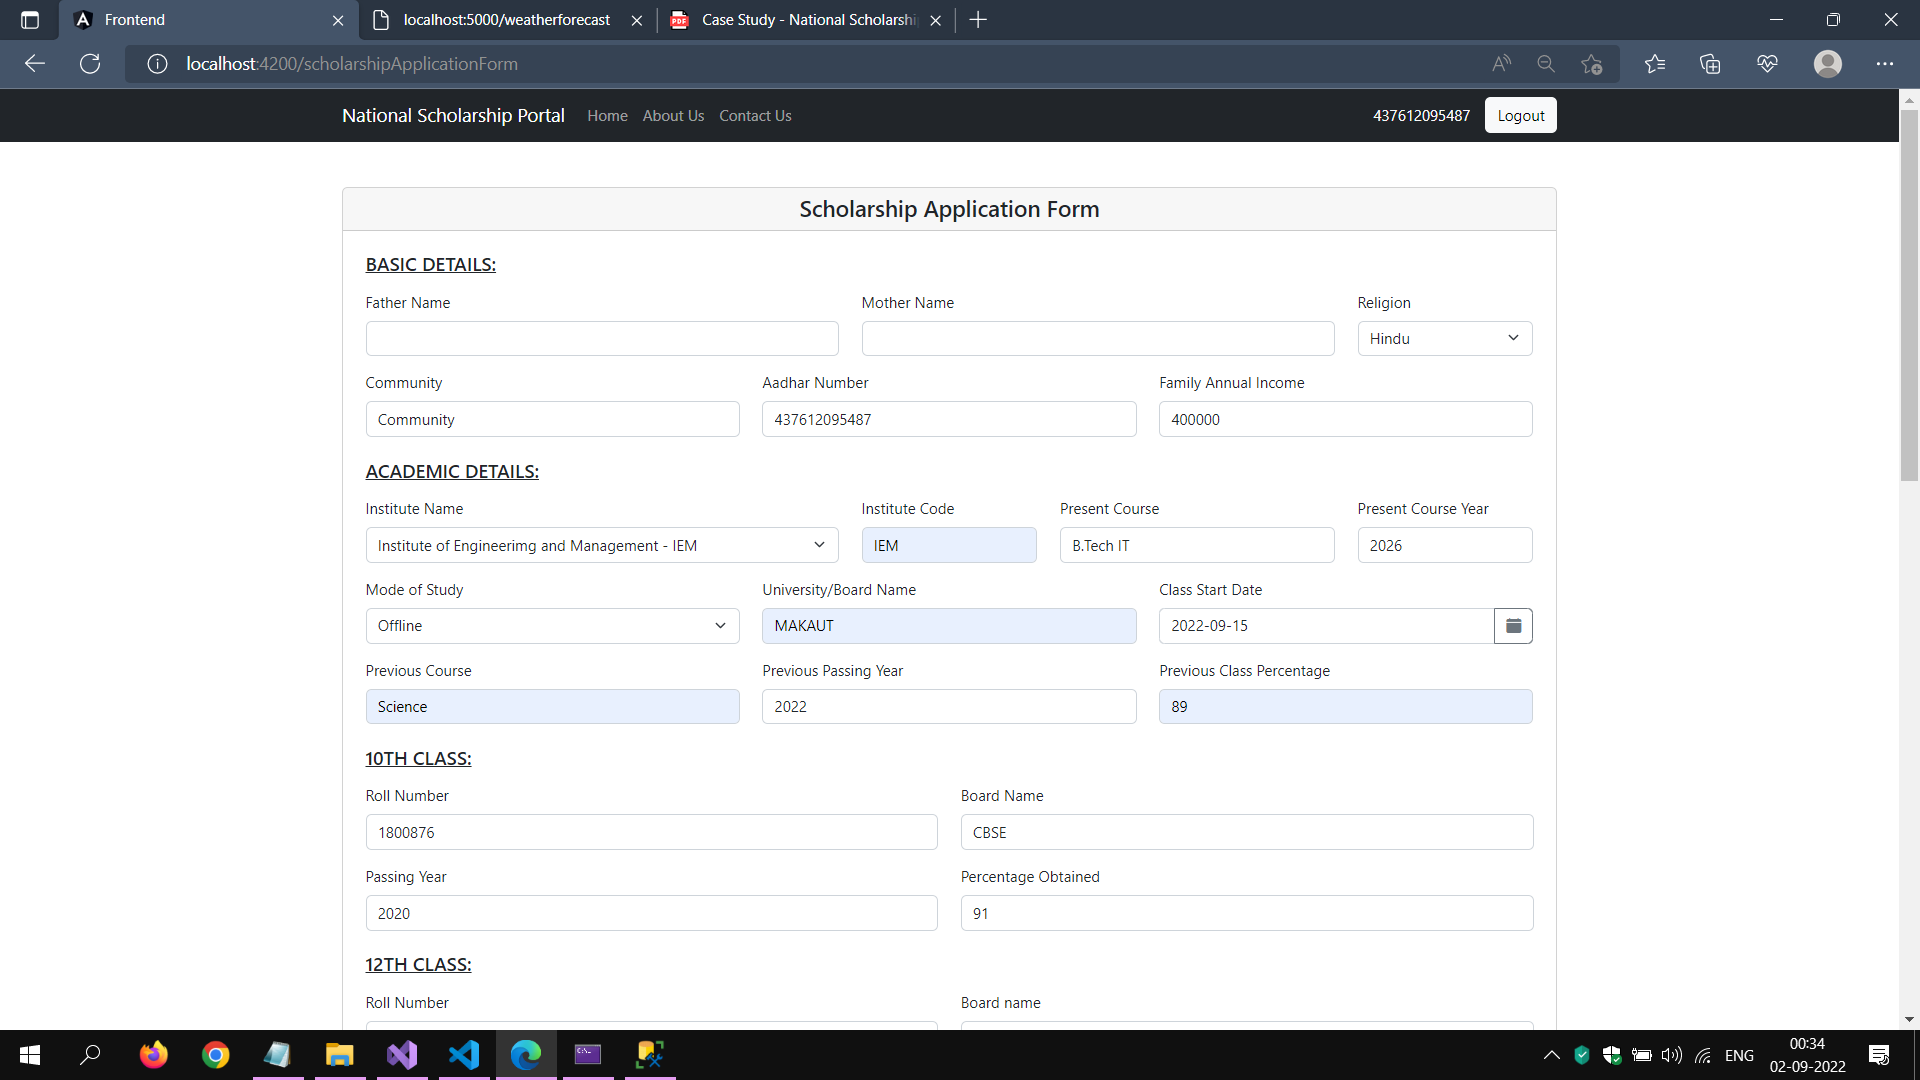 Frontend
localhost:5000/weatherforecast
Case Study - National Scholarshi
localhost:4200/scholarshipApplicationForm
National Scholarship Portal Home About Us Contact Us 437612095487 Logout
Scholarship Application Form
BASIC DETAILS:
Father Name Mother Name Religion
Hindu
Community Aadhar Number Family Annual Income
Community 437612095487 400000
ACADEMIC DETAILS:
Institute Name Institute Code Present Course Present Course Year
Institute of Engineerimg and Management - IEM IEM B.Tech IT 2026
Mode of Study University/Board Name Class Start Date
Offline MAKAUT 2022-09-15
Previous Course Previous Passing Year Previous Class Percentage
Science 2022 89
10TH CLASS:
Roll Number Board Name
1800876 CBSE
Passing Year Percentage Obtained
2020 91
12TH CLASS:
Roll Number Board name
ENG 00:34
02-09-2022